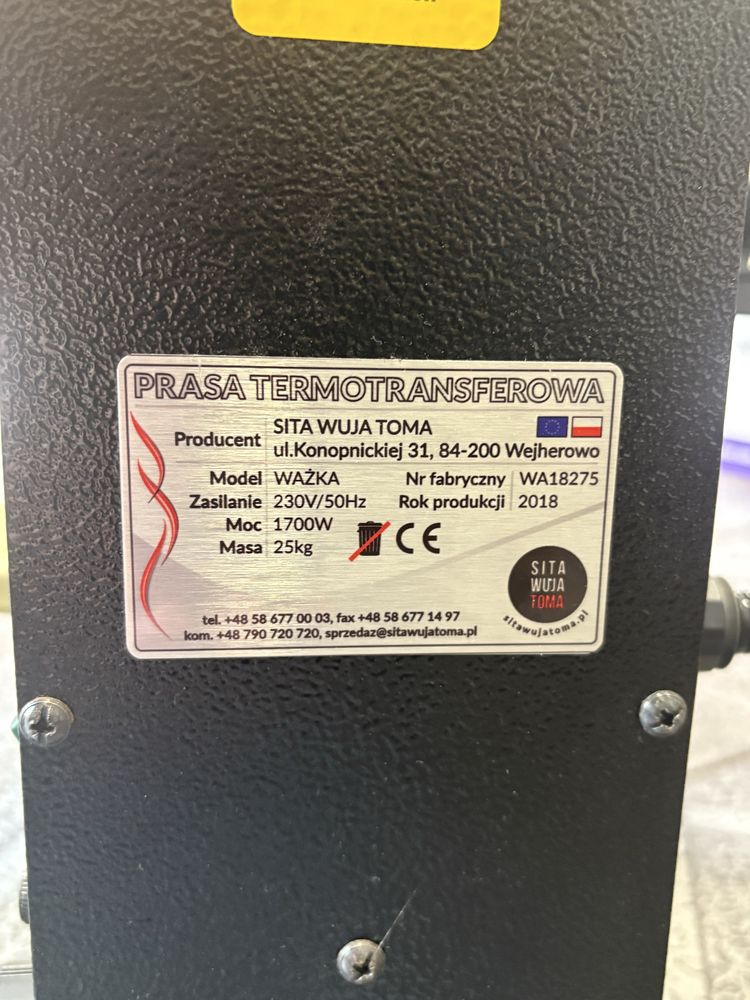 PRASA TERMOTRANSFEROWA
Producent SITA WUJA TOMA
ul.Konopnickiej 31, 84-200 Wejherowo
Model WAŻKA Nr fabryczny WA18275
Zasilanie 230V/50Hz Rok produkcji 2018
Moc 1700W
Masa 25kg
CE
SITA
WUJA
TOMA
sitawujatoma.pl
tel. +48 58 677 00 03, fax +48 58 677 14 97
kom. +48 790 720 720, sprzedaz@sitawujatoma.pl